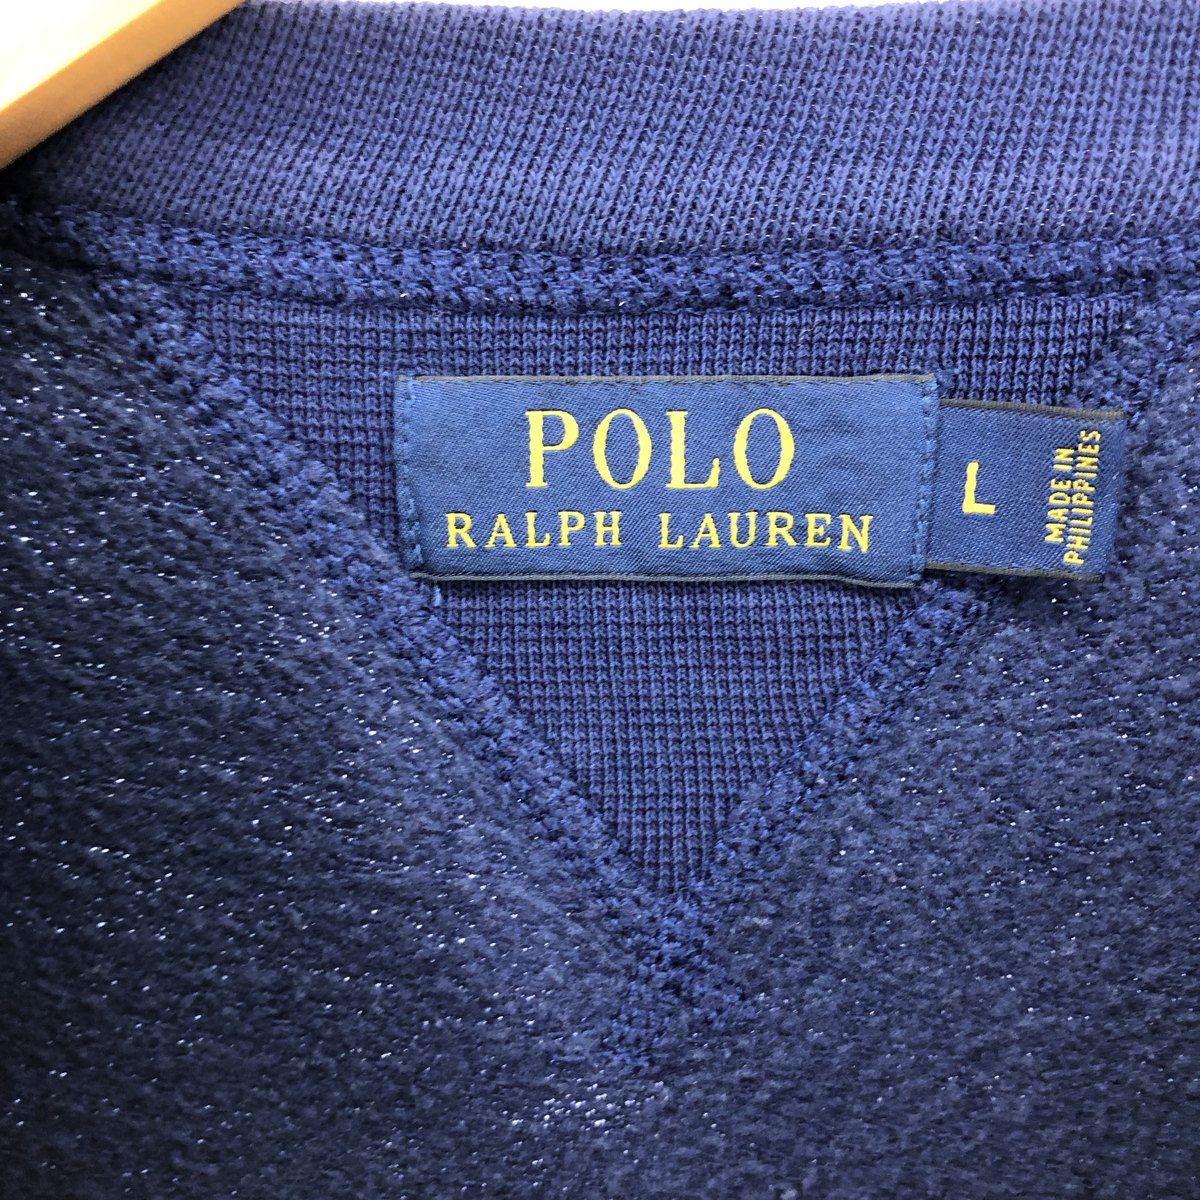 POLO
RALPH LAUREN
L
MADE IN
PHILIPPINES